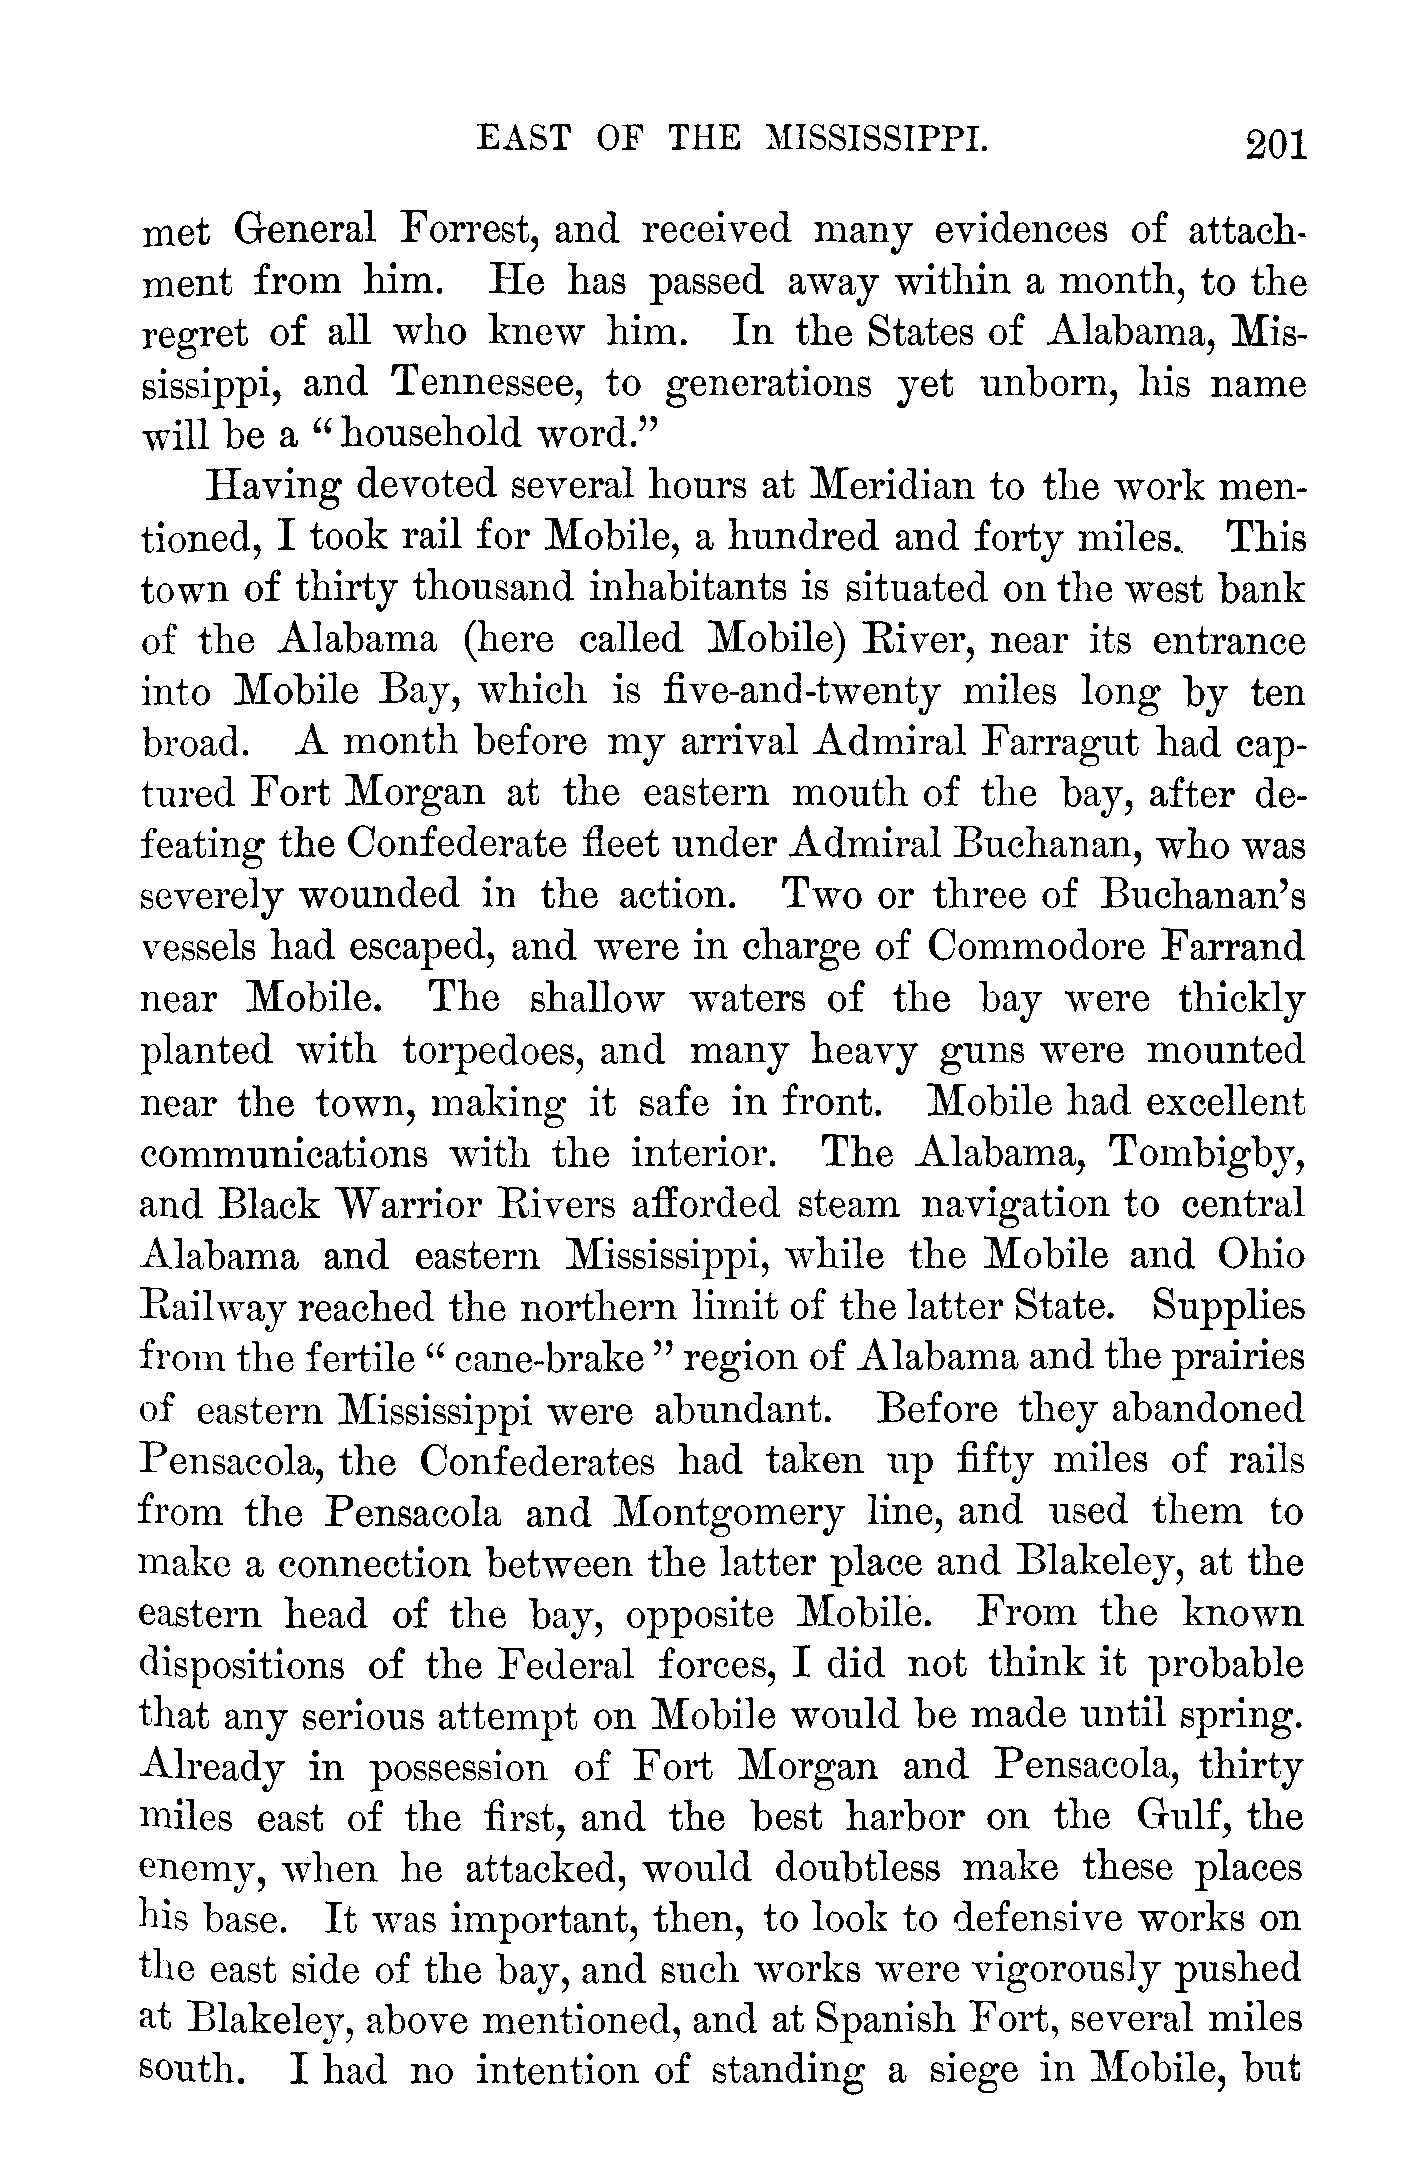 EAST OF THE MISSISSIPPI. 201
met General Forrest, and received many evidences of attach-
ment from him. He has passed away within a month, to the
regret of all who knew him. In the States of Alabama, Mis-
sissippi, and Tennessee, to generations yet unborn, his name
will be a “household word.”
Having devoted several hours at Meridian to the work men-
tioned, I took rail for Mobile, a hundred and forty miles. This
town of thirty thousand inhabitants is situated on the west bank
of the Alabama (here called Mobile) River, near its entrance
into Mobile Bay, which is five-and-twenty miles long by ten
broad. A month before my arrival Admiral Farragut had cap-
tured Fort Morgan at the eastern mouth of the bay, after de-
feating the Confederate fleet under Admiral Buchanan, who was
severely wounded in the action. Two or three of Buchanan’s
vessels had escaped, and were in charge of Commodore Farrand
near Mobile. The shallow waters of the bay were thickly
planted with torpedoes, and many heavy guns were mounted
near the town, making it safe in front. Mobile had excellent
communications with the interior. The Alabama, Tombigby,
and Black Warrior Rivers afforded steam navigation to central
Alabama and eastern Mississippi, while the Mobile and Ohio
Railway reached the northern limit of the latter State. Supplies
from the fertile “ cane-brake ” region of Alabama and the prairies
of eastern Mississippi were abundant. Before they abandoned
Pensacola, the Confederates had taken up fifty miles of rails
from the Pensacola and Montgomery line, and used them to
make a connection between the latter place and Blakeley, at the
eastern head of the bay, opposite Mobile. From the known
dispositions of the Federal forces, I did not think it probable
that any serious attempt on Mobile would be made until spring.
Already in possession of Fort Morgan and Pensacola, thirty
miles east of the first, and the best harbor on the Gulf, the
enemy, when he attacked, would doubtless make these places
his base. It was important, then, to look to defensive works on
the east side of the bay, and such works were vigorously pushed
at Blakeley, above mentioned, and at Spanish Fort, several miles
south. I had no intention of standing a siege in Mobile, but